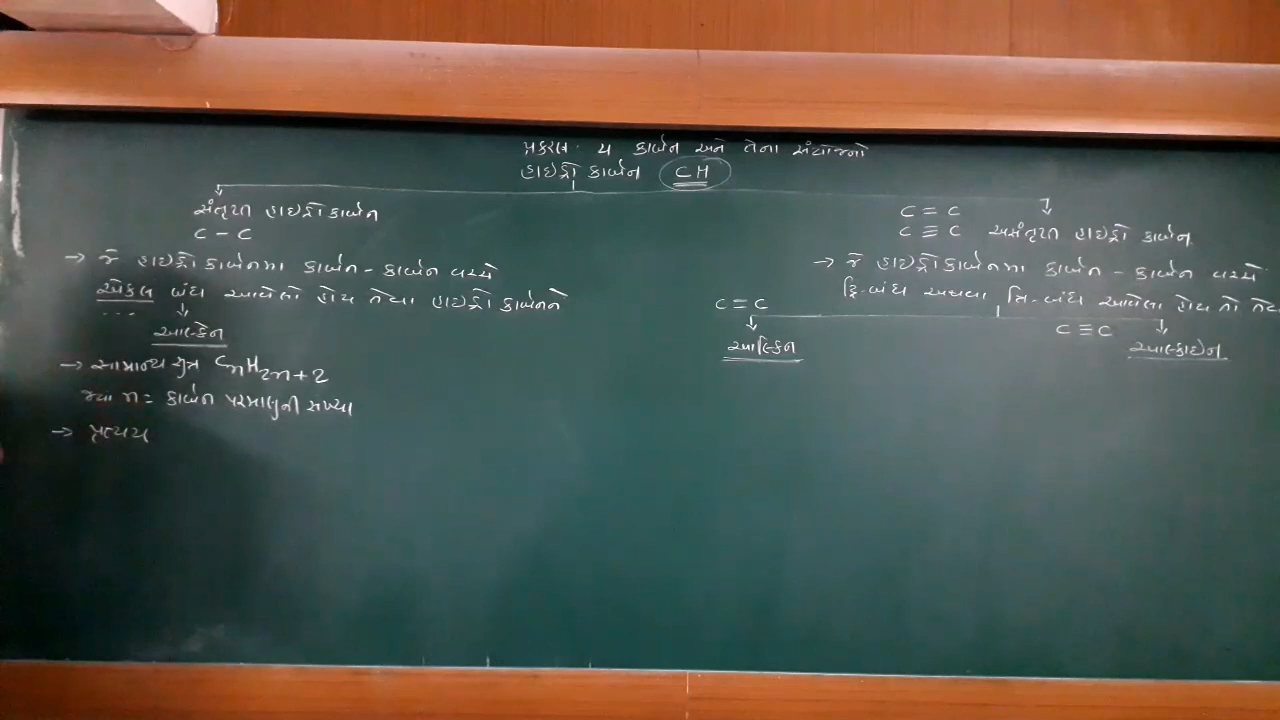 પ્રકરણ. ૪ કાર્બન અને તેના સંયોજનો
હાઇડ્રો કાર્બન CH
સંતૃપ્ત હાઇડ્રોકાર્બન
C - C
→ જે હાઇડ્રોકાર્બનમા કાર્બન - કાર્બન વચ્ચે
એકલ બંધ આવેલો હોય તેવા હાઇડ્રો કાર્બનને
આલ્કેન
→ સામાન્ય સુત્ર CnH2n+2
જ્યા n = કાર્બન પરમાણુની સંખ્યા
→ પ્રત્યય
C = C
C ≡ C અસંતૃપ્ત હાઇડ્રો કાર્બન
→ જે હાઇડ્રોકાર્બનમા કાર્બન - કાર્બન વચ્ચે
દ્વિ-બંધ અથવા ત્રિ-બંધ આવેલા હોય તો તેવા
C = C
આલ્કિન
C ≡ C
આલ્કાઇન